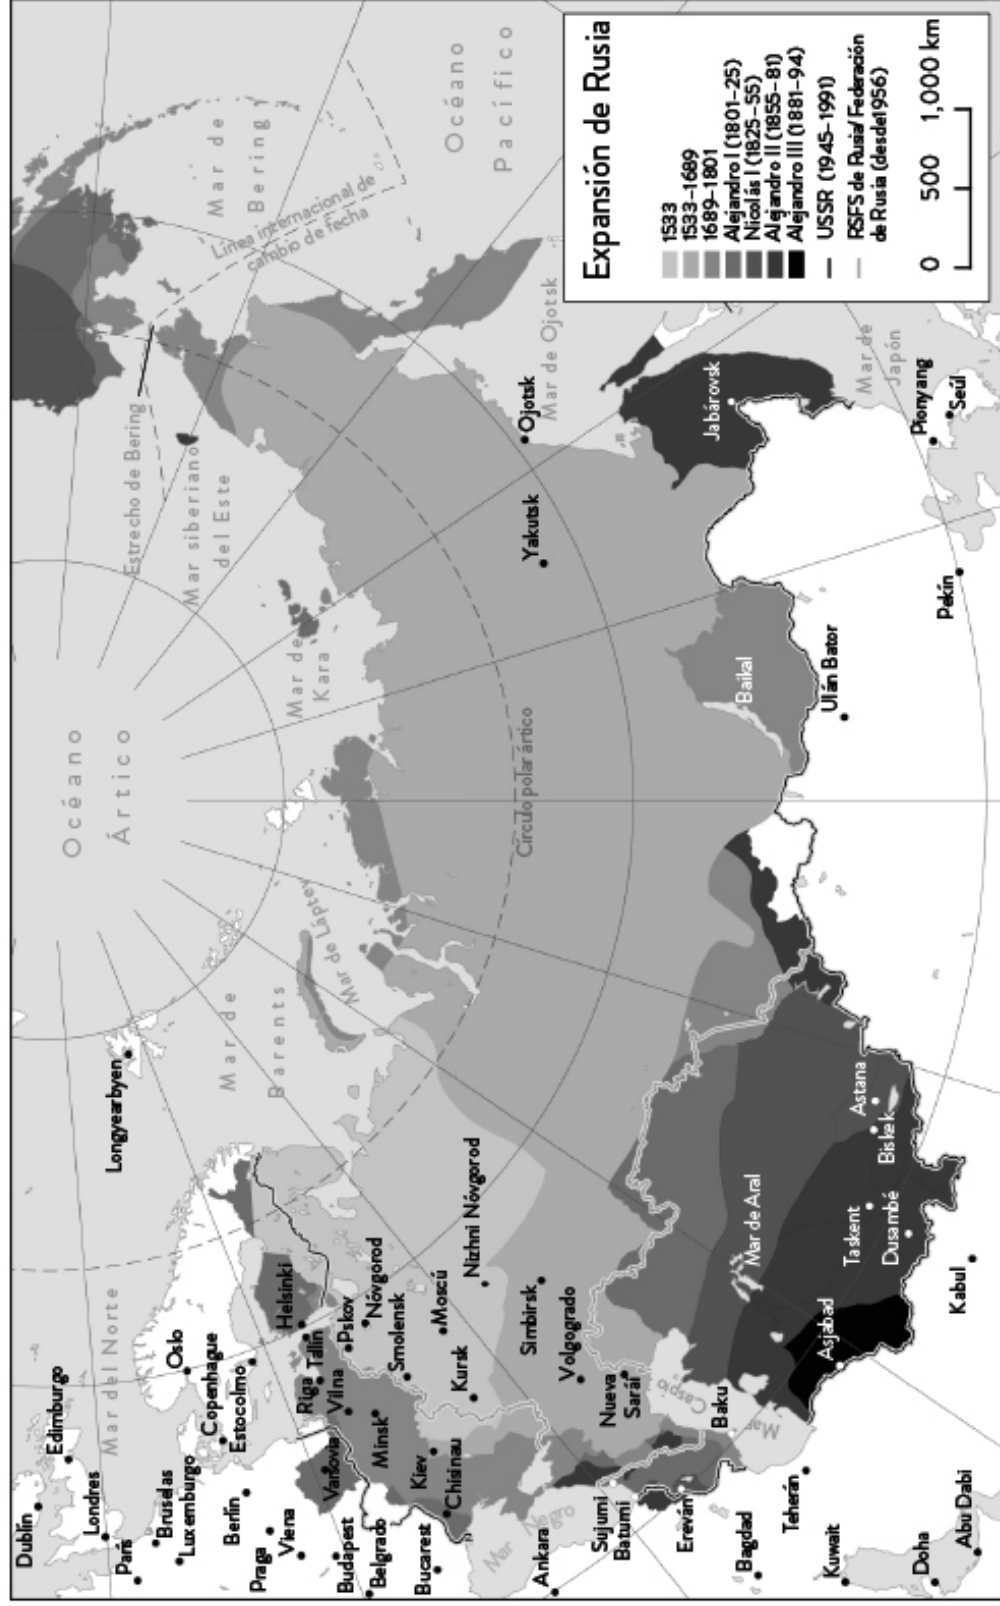 Expansión de Rusia
1533
1533–1689
1689–1801
Alejandro I (1801–25)
Nicolás I (1825–55)
Alejandro II (1855–81)
Alejandro III (1881–94)
USSR (1945–1991)
RSFS de Rusia/ Federación
de Rusia (desde1956)
0
500
1,000 km
Océano
Pacífico
Mar de
Bering
Línea internacional de
cambio de fecha
Estrecho de Bering
Mar siberiano
del Este
Mar de Ojotsk
Ojotsk
Yakutsk
Jabárovsk
Mar de
Japón
Pionyang
Seúl
Pekín
Ulán Bator
Baikal
Océano
Ártico
Mar de
Kara
Círculo polar ártico
Mar de Láptev
Mar de
Barents
Longyearbyen
Mar del Norte
Oslo
Copenhague
Estocolmo
Helsinki
Tallin
Riga
Vilna
Pskov
Nóvgorod
Smolensk
Moscú
Nizhni Nóvgorod
Kursk
Simbirsk
Volgogrado
Nueva
Sarái
Mar de Aral
Astana
Biskek
Taskent
Dusambé
Kabul
Asjabad
Mar
Caspio
Baku
Dublín
Edimburgo
Londres
París
Bruselas
Luxemburgo
Berlín
Praga
Viena
Varsovia
Minsk
Kiev
Chisinau
Budapest
Belgrado
Bucarest
Mar
Negro
Ankara
Sujumi
Batumi
Ereván
Bagdad
Teherán
Kuwait
Doha
Abu Dabi